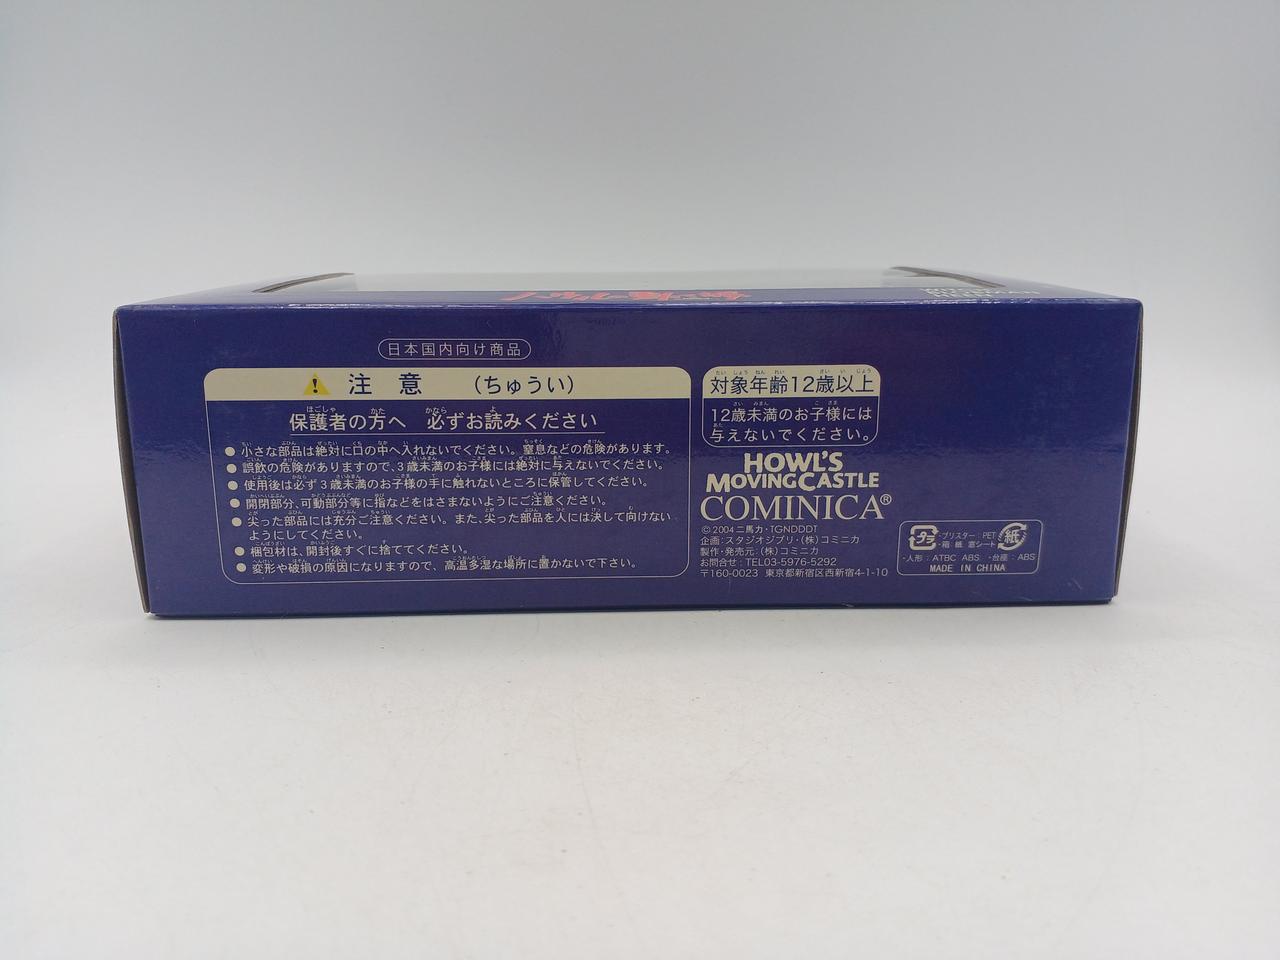 日本国内向け商品
注意 (ちゅうい)
保護者の方へ 必ずお読みください
● 小さな部品は絶対に口の中へ入れないでください。窒息などの危険があります。
● 誤飲の危険がありますので、3歳未満のお子様には絶対に与えないでください。
● 使用後は必ず3歳未満のお子様の手に触れないところに保管してください。
● 開閉部分、可動部分等に指などをはさまないようにご注意ください。
● 尖った部品には充分ご注意ください。また、尖った部品を人には決して向けない
ようにしてください。
● 梱包材は、開封後すぐに捨ててください。
● 変形や破損の原因になりますので、高温多湿な場所に置かないで下さい。
対象年齢12歳以上
12歳未満のお子様には
与えないでください。
HOWL'S
MOVING CASTLE
COMINICA®
©2004 二馬力・TGNDDDT
企画：スタジオジブリ・(株)コミニカ
製作・発売元：(株)コミニカ
お問合せ：TEL03-5976-5292
〒160-0023 東京都新宿区西新宿4-1-10
プラ ・ブリスター：PET 紙
・箱：紙 窓シート
・人形：ATBC ABS ・台座：ABS
MADE IN CHINA